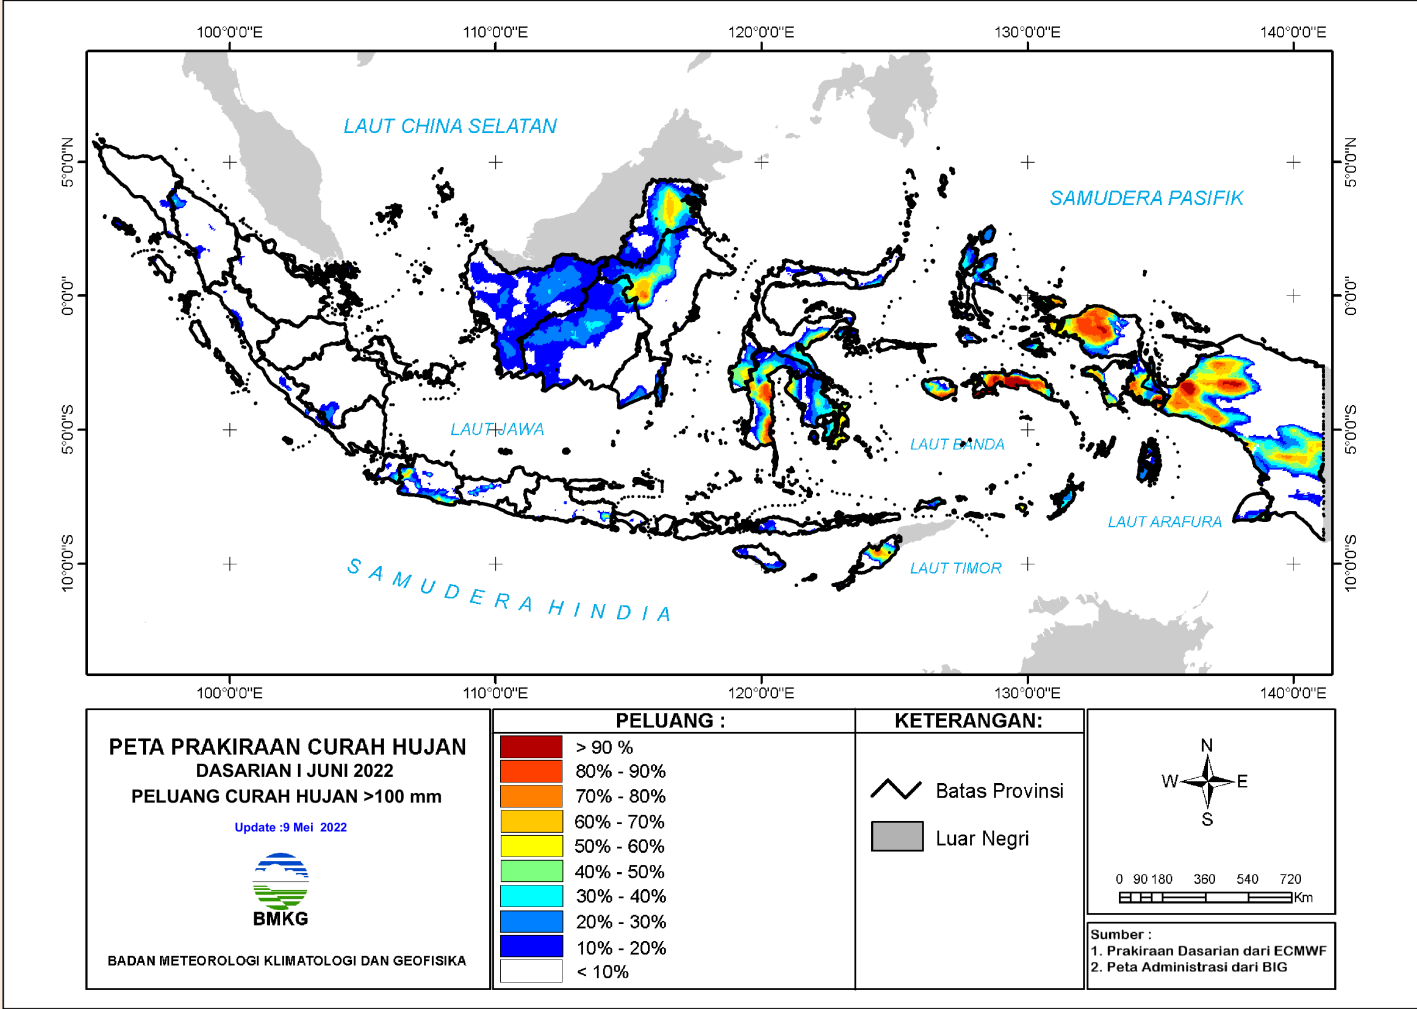 100°0'0"E 110°0'0"E 120°0'0"E 130°0'0"E 140°0'0"E
5°0'0"N 5°0'0"N
0°0'0" 0°0'0"
5°0'0"S 5°0'0"S
10°0'0"S 10°0'0"S
LAUT CHINA SELATAN
SAMUDERA PASIFIK
LAUT JAWA
LAUT BANDA
LAUT ARAFURA
LAUT TIMOR
SAMUDERA HINDIA
100°0'0"E 110°0'0"E 120°0'0"E 130°0'0"E 140°0'0"E
PETA PRAKIRAAN CURAH HUJAN
DASARIAN I JUNI 2022
PELUANG CURAH HUJAN >100 mm
Update :9 Mei 2022
BMKG
BADAN METEOROLOGI KLIMATOLOGI DAN GEOFISIKA
PELUANG :
> 90 %
80% - 90%
70% - 80%
60% - 70%
50% - 60%
40% - 50%
30% - 40%
20% - 30%
10% - 20%
< 10%
KETERANGAN:
Batas Provinsi
Luar Negri
N
W E
S
0 90 180 360 540 720
Km
Sumber :
1. Prakiraan Dasarian dari ECMWF
2. Peta Administrasi dari BIG